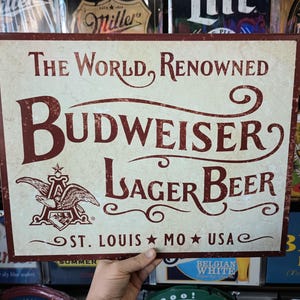 Miller
Lite
THE WORLD RENOWNED
BUDWEISER
LAGER BEER
ST. LOUIS ★ MO ★ USA
SUMMER
BELGIAN
WHITE